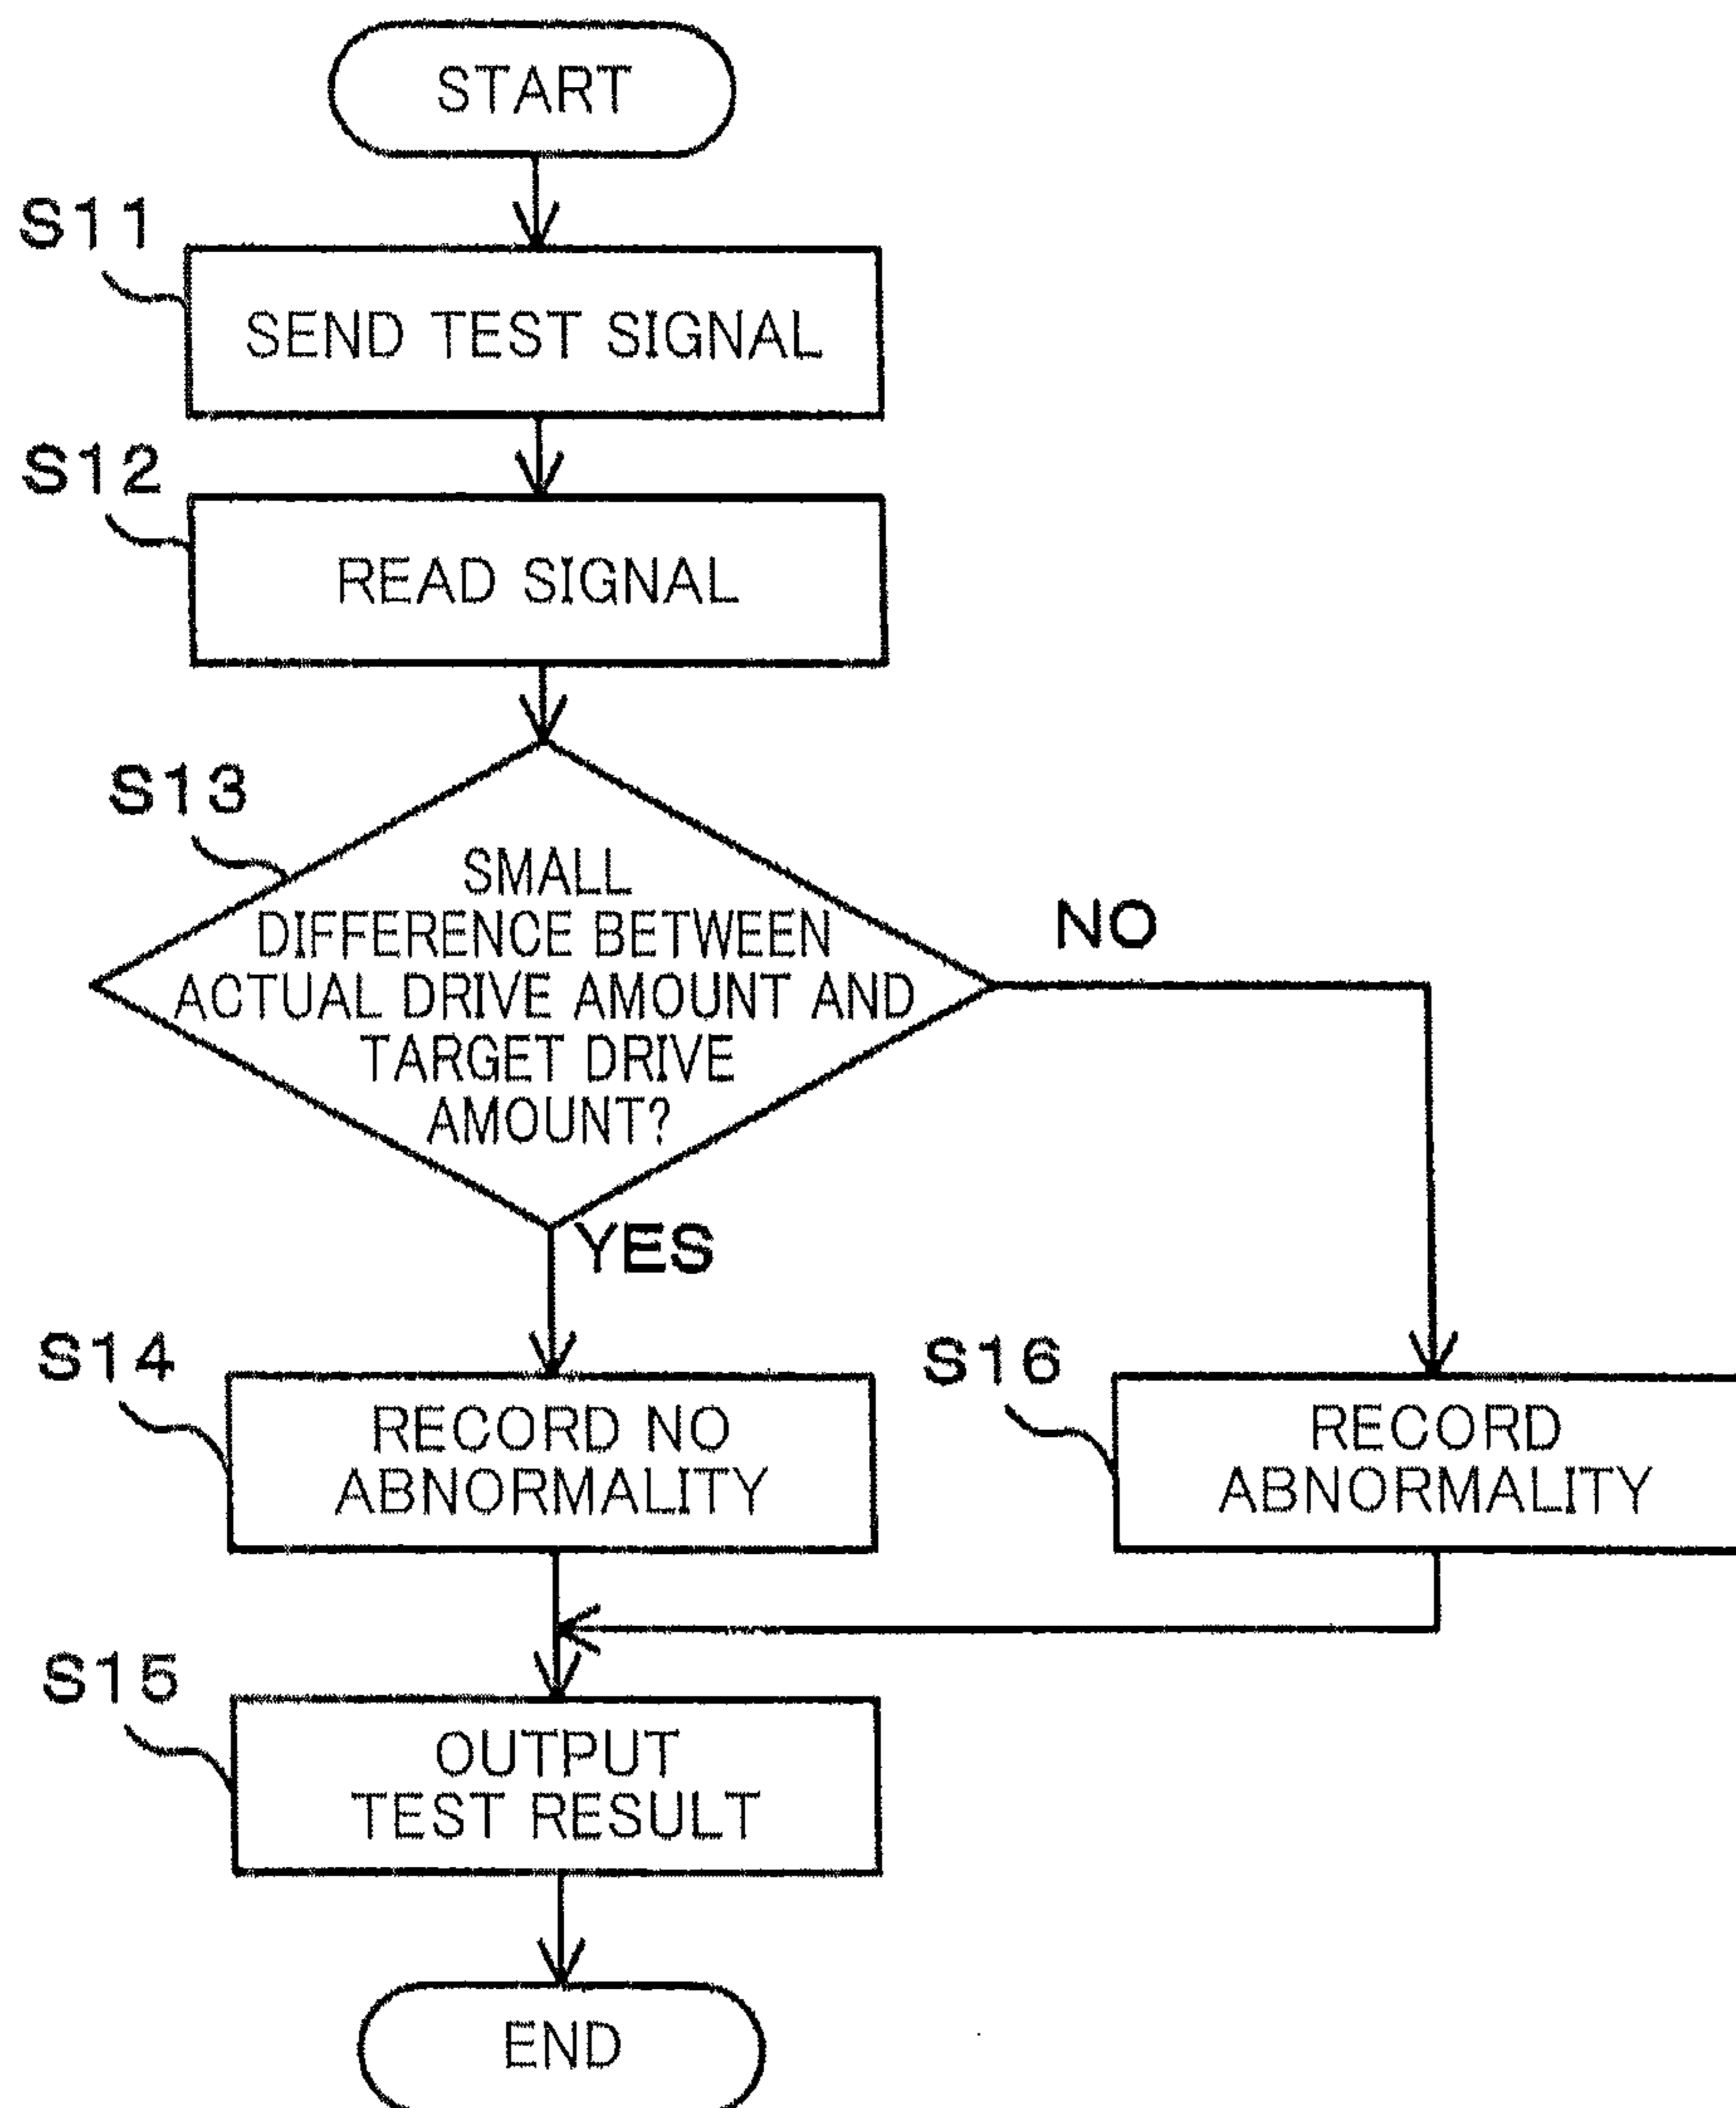 START
S11
SEND TEST SIGNAL
S12
READ SIGNAL
S13
SMALL
DIFFERENCE BETWEEN
ACTUAL DRIVE AMOUNT AND
TARGET DRIVE
AMOUNT?
NO
YES
S14
RECORD NO
ABNORMALITY
S16
RECORD
ABNORMALITY
S15
OUTPUT
TEST RESULT
END